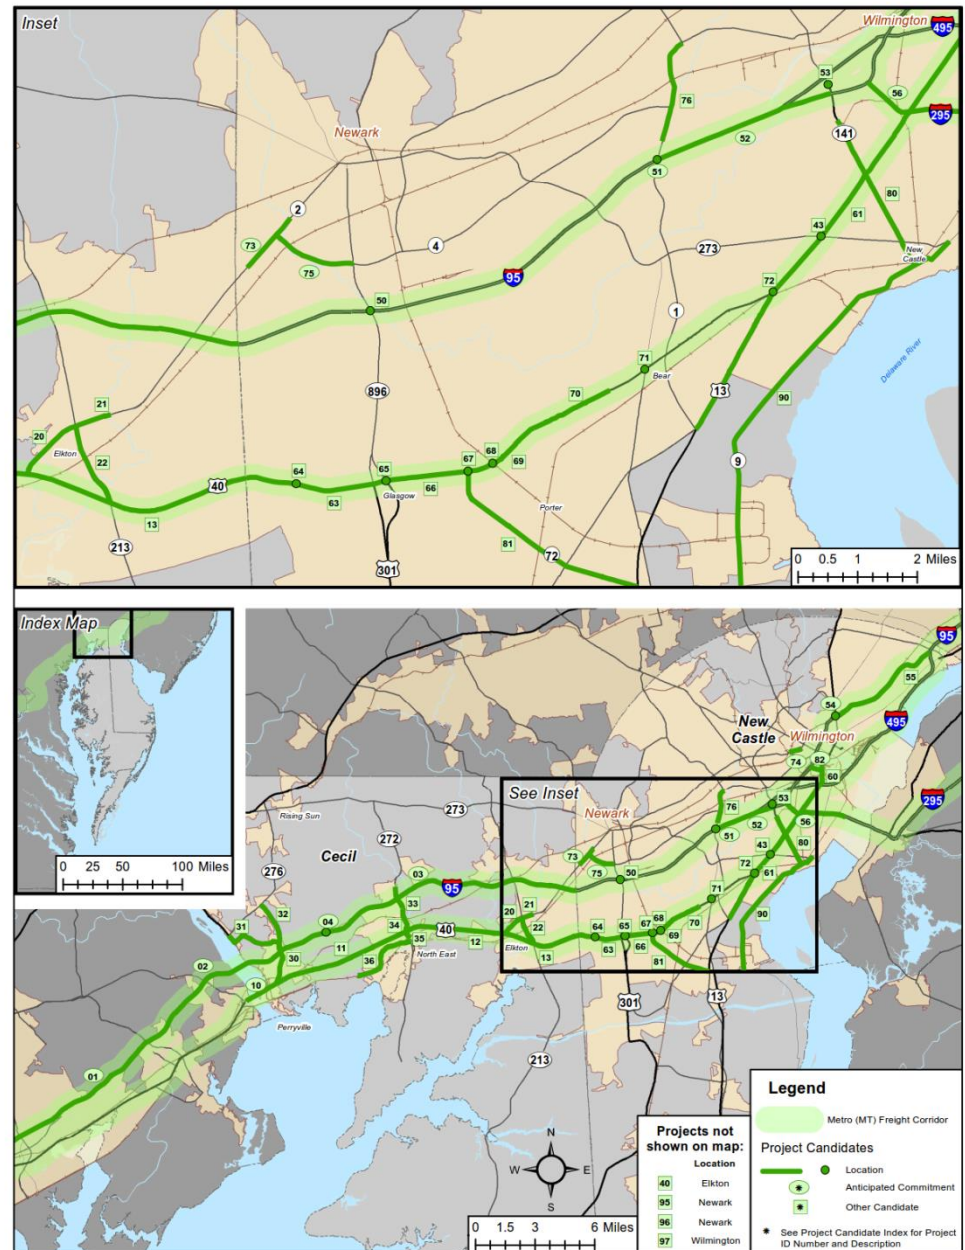 Inset
Wilmington
495
53
76
56
295
Newark
52
141
51
2
80
61
73
4
43
273
New
Castle
75
95
72
50
1
Delaware River
71
Bear
896
70
13
90
21
20
Elkton
68
22
67
69
9
64
65
40
66
63
Glasgow
13
Porter
213
81
72
301
0 0.5 1 2 Miles
Index Map
0 25 50 100 Miles
95
55
54
New
Castle
495
Wilmington
82
74
60
See Inset
295
273
76
53
Rising Sun
Newark
52
56
272
51
Cecil
73
43
80
276
03
75
50
72
61
95
33
71
32
20
21
04
34
40
22
68
70
90
31
11
64
65
67
35
12
69
30
North East
Elkton
63
66
02
36
13
81
10
301
13
Perryville
213
01
N
W E
S
0 1.5 3 6 Miles
Projects not
shown on map:
Location
40 Elkton
95 Newark
96 Newark
97 Wilmington
Legend
Metro (MT) Freight Corridor
Project Candidates
Location
* Anticipated Commitment
* Other Candidate
* See Project Candidate Index for Project
ID Number and Description